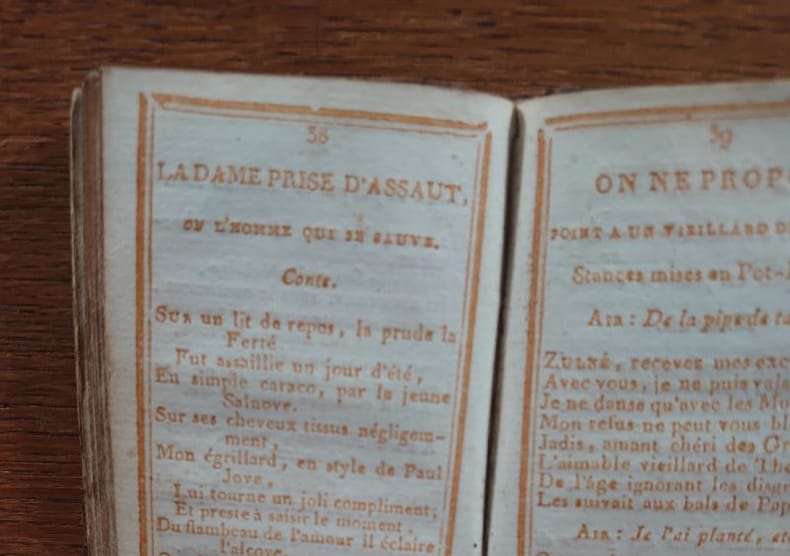 38
LA DAME PRISE D'ASSAUT,
OU L'HOMME QUI SE SAUVE.
Conte.
SUR un lit de repos, la prude la
Ferté
Fut assaillie un jour d'été,
En simple caraco, par le jeune
Salnove.
Sur ses cheveux tissus négligem-
ment,
Mon égrillard, en style de Paul
Jove,
Lui tourne un joli compliment;
Et preste à saisir le moment,
Du flambeau de l'amour il éclaire
l'alcove
39
ON NE PROP
POINT A UN VIEILLARD D
Stances mises en Pot-
AIR: De la pipe de ta
ZULNÉ, recevez mes exc
Avec vous, je ne puis vals
Je ne danse qu'avec les Mu
Mon refus ne peut vous bl
Jadis, amant chéri des Gr
L'aimable vieillard de Thé
De l'âge ignorant les disgr
Les suivait aux bals de Pap
AIR: Je l'ai planté, etc